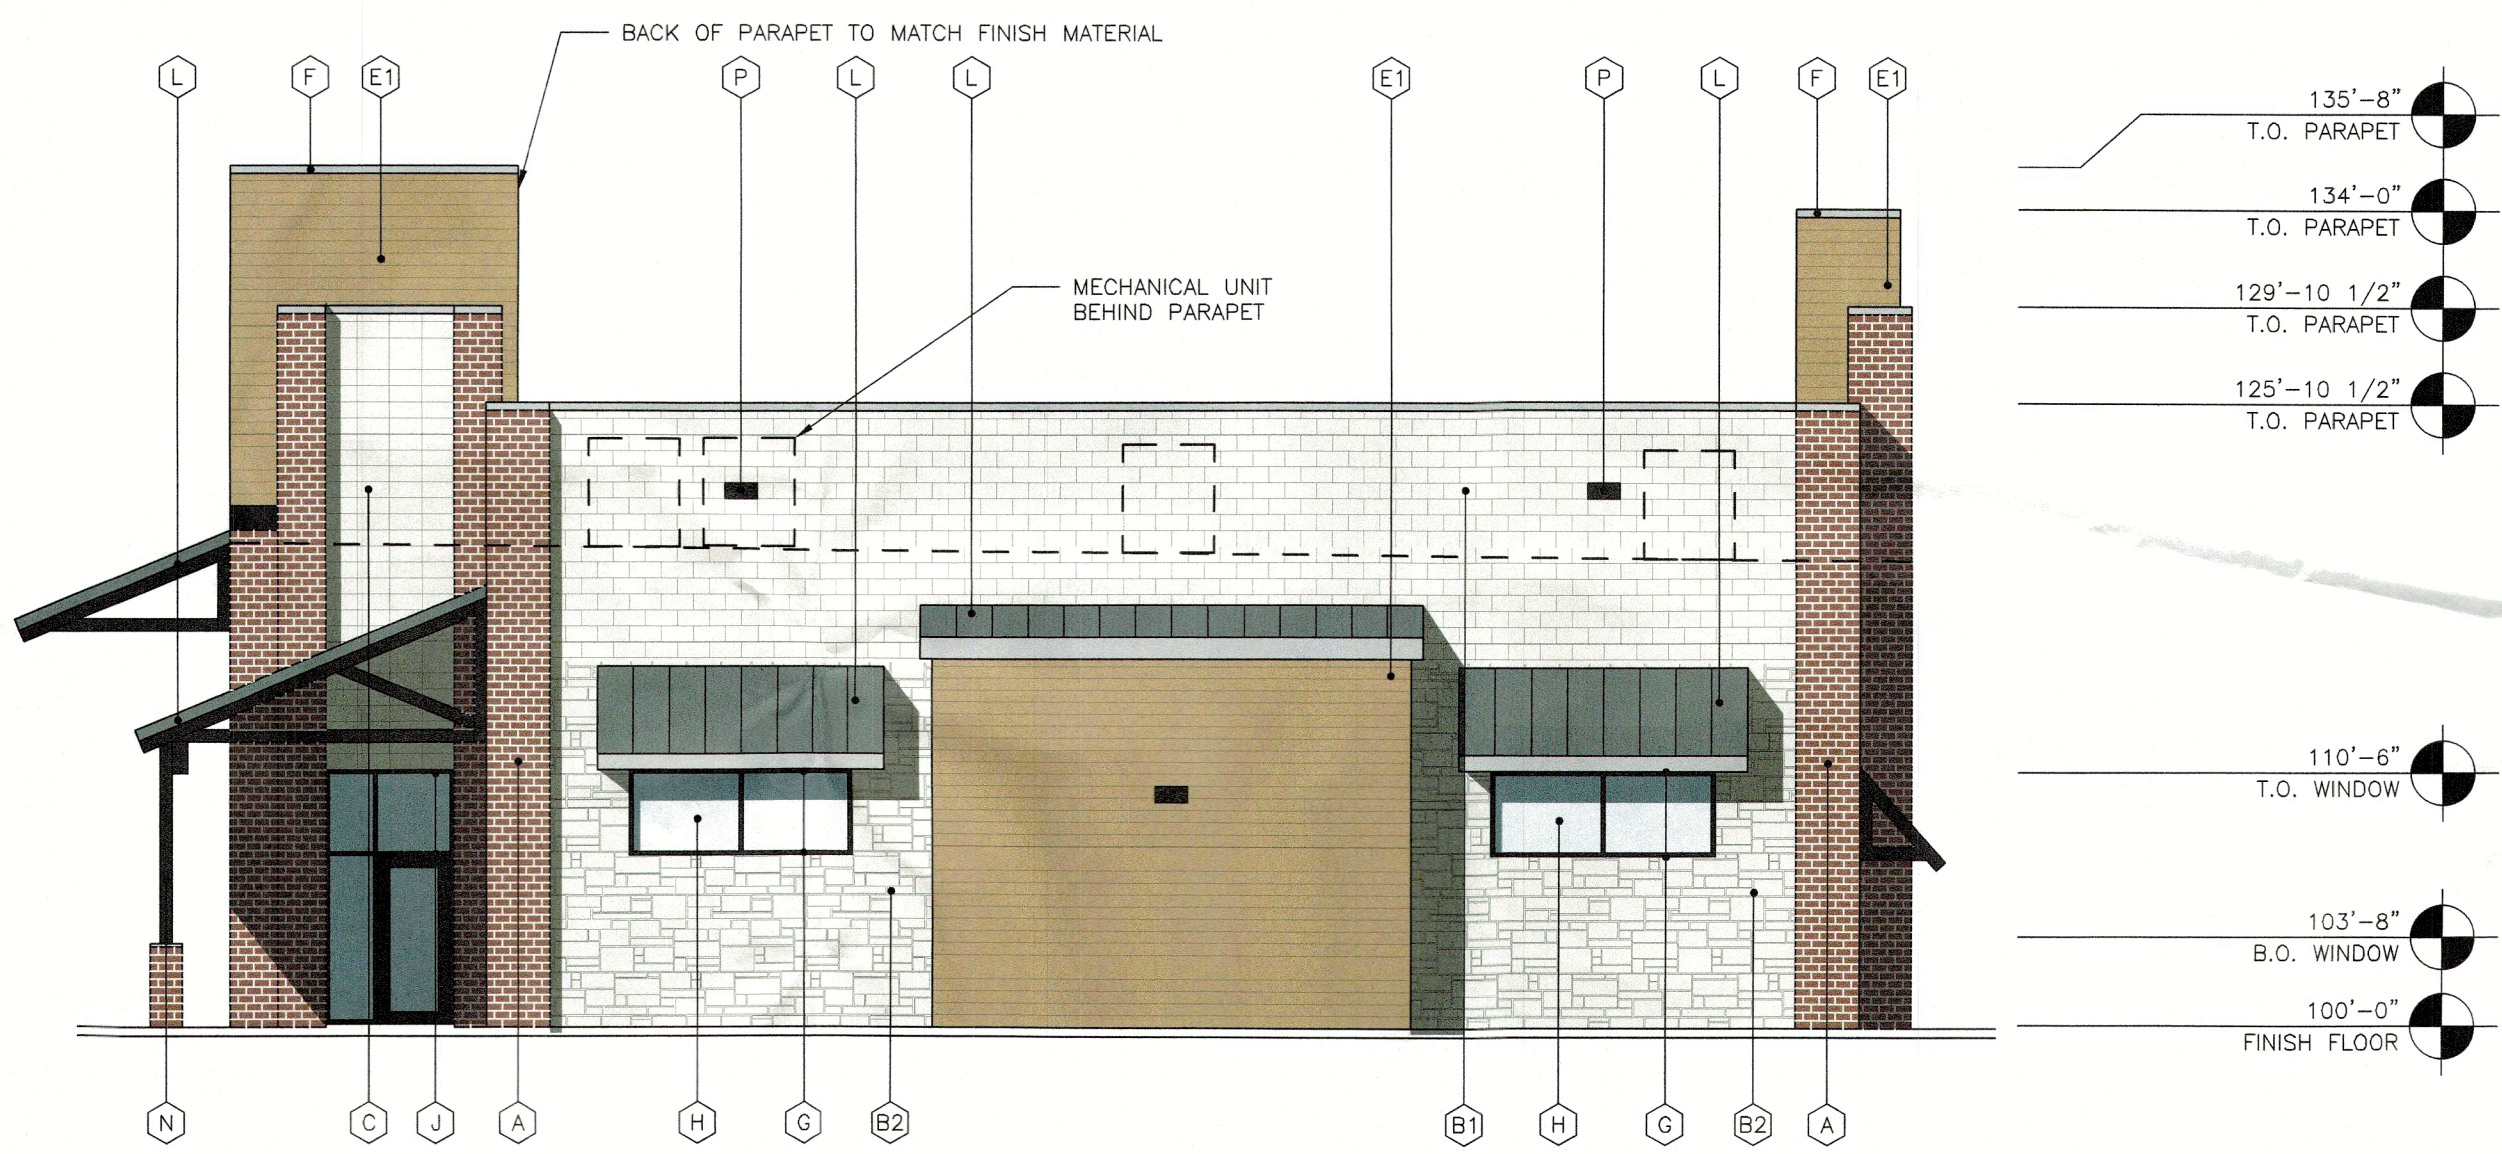 BACK OF PARAPET TO MATCH FINISH MATERIAL
L F E1 P L L E1 P L F E1
135'-8"
T.O. PARAPET
134'-0"
T.O. PARAPET
MECHANICAL UNIT
BEHIND PARAPET
129'-10 1/2"
T.O. PARAPET
125'-10 1/2"
T.O. PARAPET
110'-6"
T.O. WINDOW
103'-8"
B.O. WINDOW
100'-0"
FINISH FLOOR
N C J A H G B2 B1 H G B2 A